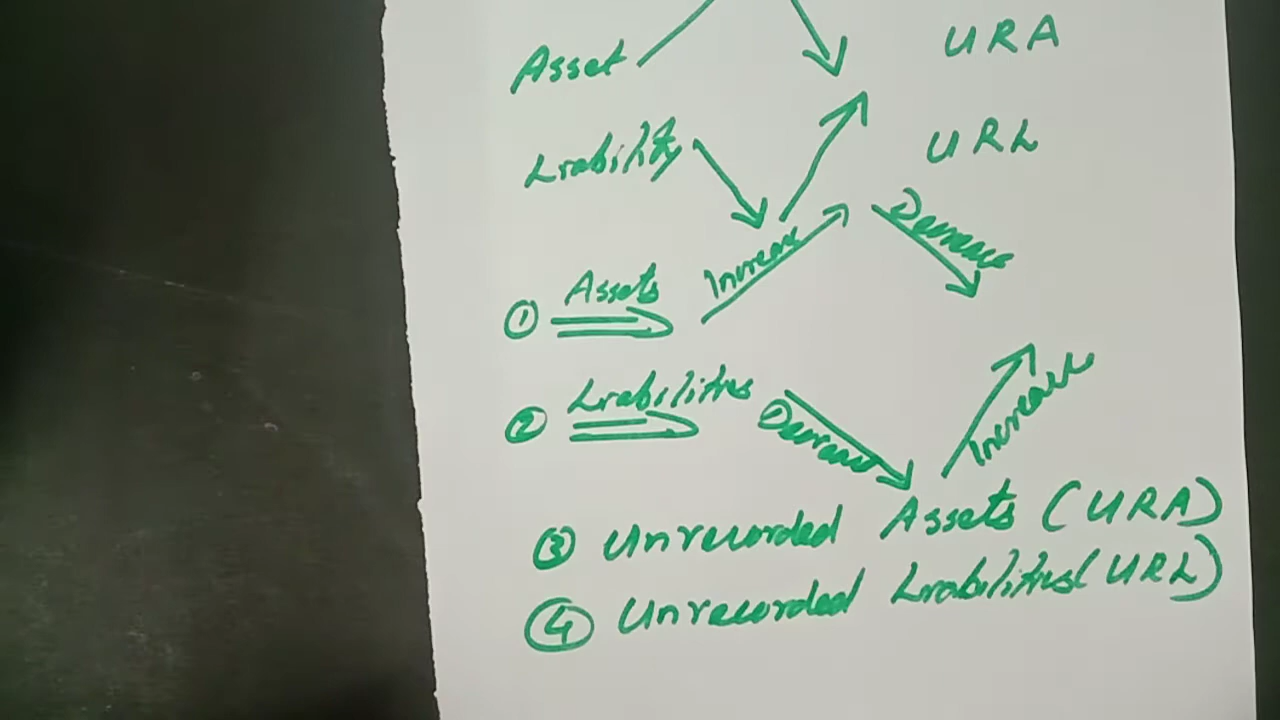 Asset URA
Liability URL
① Assets Increase Decrease
② Liabilities Decrease Increase
③ Unrecorded Assets (URA)
④ Unrecorded Liabilities (URL)